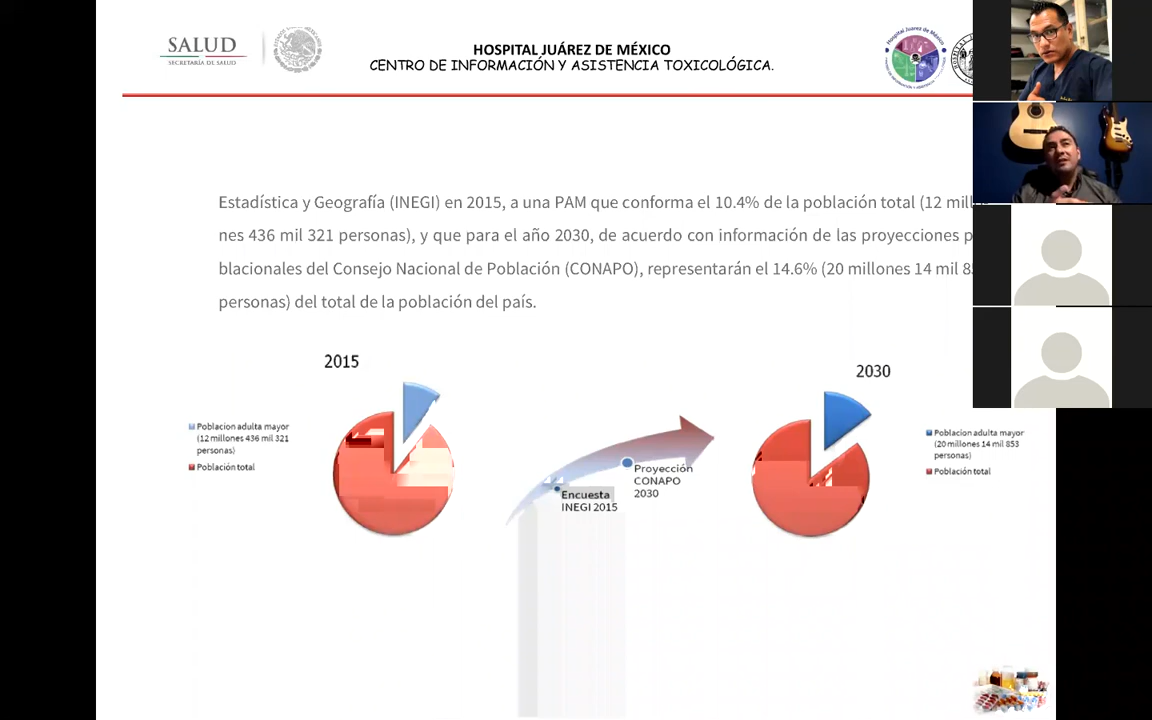 SALUD
SECRETARÍA DE SALUD
HOSPITAL JUÁREZ DE MÉXICO
CENTRO DE INFORMACIÓN Y ASISTENCIA TOXICOLÓGICA.
Estadística y Geografía (INEGI) en 2015, a una PAM que conforma el 10.4% de la población total (12 millo-
nes 436 mil 321 personas), y que para el año 2030, de acuerdo con información de las proyecciones p
blacionales del Consejo Nacional de Población (CONAPO), representarán el 14.6% (20 millones 14 mil 85
personas) del total de la población del país.
2015
Poblacion adulta mayor
(12 millones 436 mil 321
personas)
Población total
Encuesta
INEGI 2015
Proyección
CONAPO
2030
2030
Poblacion adulta mayor
(20 millones 14 mil 853
personas)
Población total